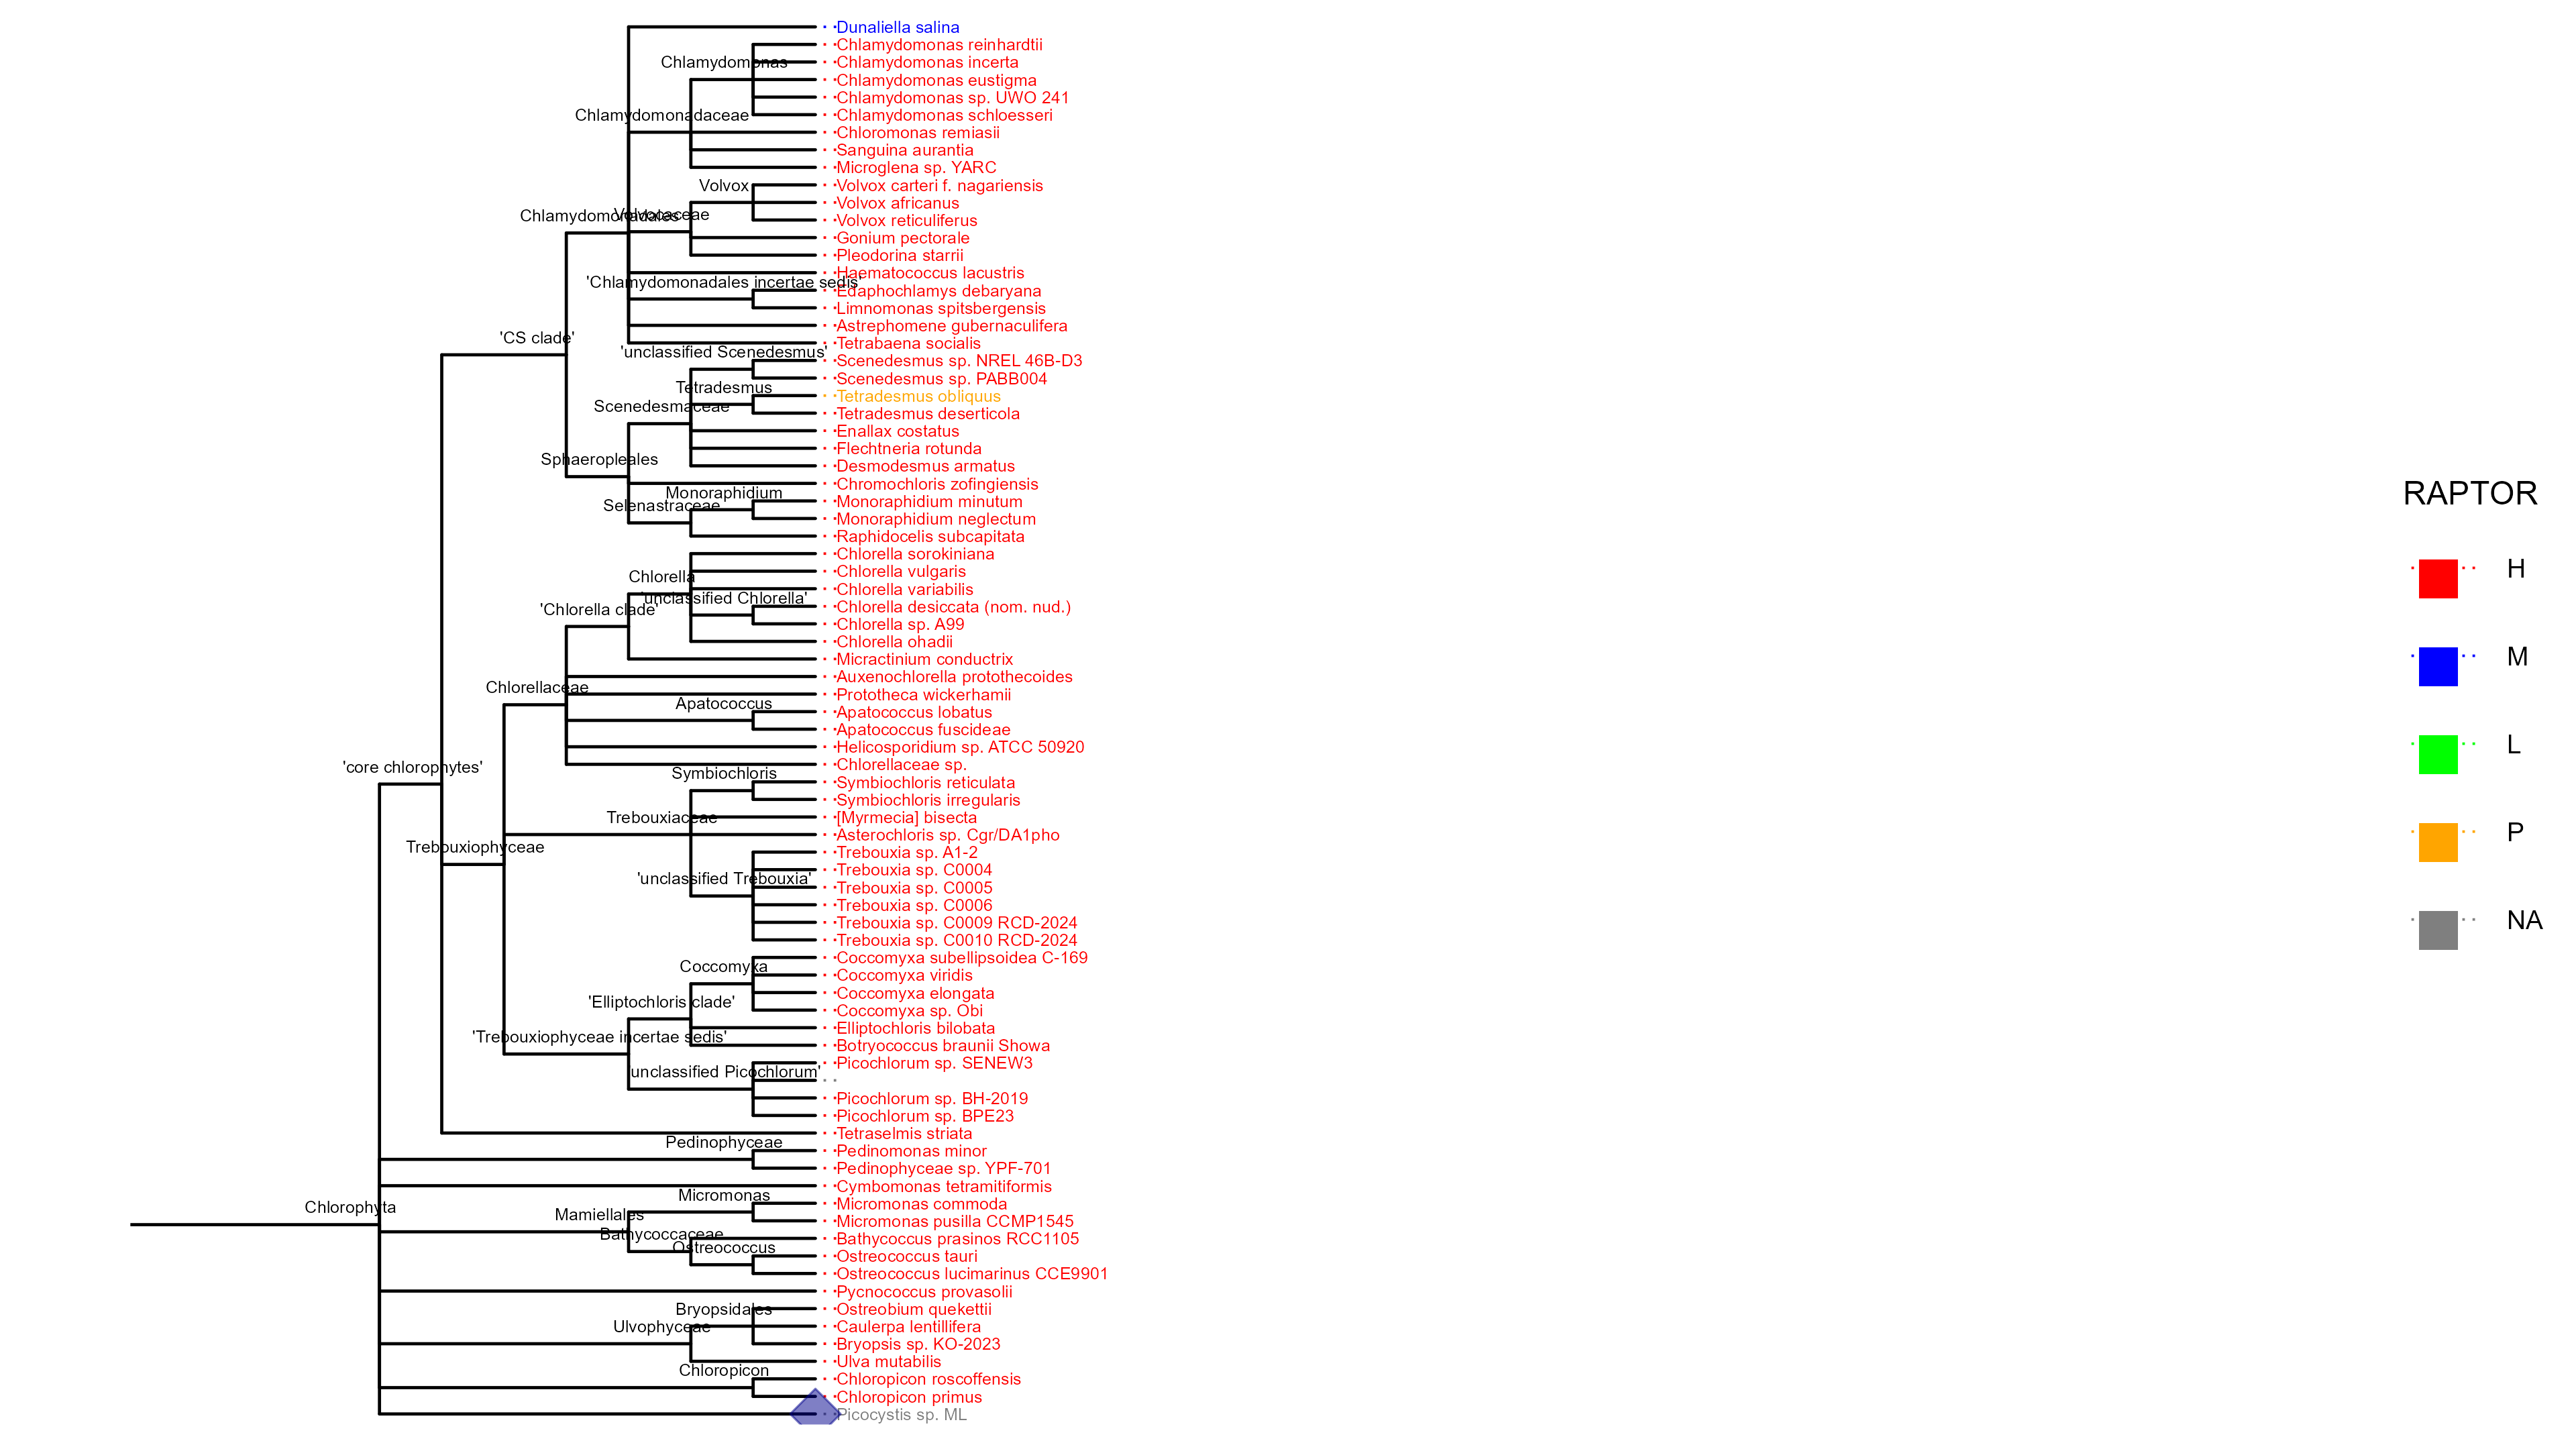 Dunaliella salina
Chlamydomonas reinhardtii
Chlamydomonas
Chlamydomonas incerta
Chlamydomonas eustigma
Chlamydomonas sp. UWO 241
Chlamydomonadaceae
Chlamydomonas schloesseri
Chloromonas remiasii
Sanguina aurantia
Microglena sp. YARC
Volvox
Volvox carteri f. nagariensis
Volvox africanus
Chlamydomonadales
Volvocaceae
Volvox reticuliferus
Gonium pectorale
Pleodorina starrii
Haematococcus lacustris
'Chlamydomonadales incertae sedis'
Edaphochlamys debaryana
Limnomonas spitsbergensis
Astrephomene gubernaculifera
'CS clade'
Tetrabaena socialis
'unclassified Scenedesmus'
Scenedesmus sp. NREL 46B-D3
Scenedesmus sp. PABB004
Tetradesmus
Tetradesmus obliquus
Scenedesmaceae
Tetradesmus deserticola
Enallax costatus
Flechtneria rotunda
Sphaeropleales
Desmodesmus armatus
Chromochloris zofingiensis
Monoraphidium
Monoraphidium minutum
Selenastraceae
Monoraphidium neglectum
Raphidocelis subcapitata
Chlorella sorokiniana
Chlorella
Chlorella vulgaris
Chlorella variabilis
'unclassified Chlorella'
'Chlorella clade'
Chlorella desiccata (nom. nud.)
Chlorella sp. A99
Chlorella ohadii
Micractinium conductrix
Auxenochlorella protothecoides
Chlorellaceae
Prototheca wickerhamii
Apatococcus
Apatococcus lobatus
Apatococcus fuscideae
Helicosporidium sp. ATCC 50920
'core chlorophytes'
Chlorellaceae sp.
Symbiochloris
Symbiochloris reticulata
Symbiochloris irregularis
Trebouxiaceae
[Myrmecia] bisecta
Asterochloris sp. Cgr/DA1pho
Trebouxiophyceae
Trebouxia sp. A1-2
Trebouxia sp. C0004
'unclassified Trebouxia'
Trebouxia sp. C0005
Trebouxia sp. C0006
Trebouxia sp. C0009 RCD-2024
Trebouxia sp. C0010 RCD-2024
Coccomyxa
Coccomyxa subellipsoidea C-169
Coccomyxa viridis
Coccomyxa elongata
'Elliptochloris clade'
Coccomyxa sp. Obi
Elliptochloris bilobata
'Trebouxiophyceae incertae sedis'
Botryococcus braunii Showa
Picochlorum sp. SENEW3
'unclassified Picochlorum'
Picochlorum sp. BH-2019
Picochlorum sp. BPE23
Tetraselmis striata
Pedinophyceae
Pedinomonas minor
Pedinophyceae sp. YPF-701
Cymbomonas tetramitiformis
Micromonas
Micromonas commoda
Chlorophyta
Mamiellales
Micromonas pusilla CCMP1545
Bathycoccaceae
Bathycoccus prasinos RCC1105
Ostreococcus
Ostreococcus tauri
Ostreococcus lucimarinus CCE9901
Pycnococcus provasolii
Bryopsidales
Ostreobium quekettii
Ulvophyceae
Caulerpa lentillifera
Bryopsis sp. KO-2023
Ulva mutabilis
Chloropicon
Chloropicon roscoffensis
Chloropicon primus
Picocystis sp. ML
RAPTOR
H
M
L
P
NA